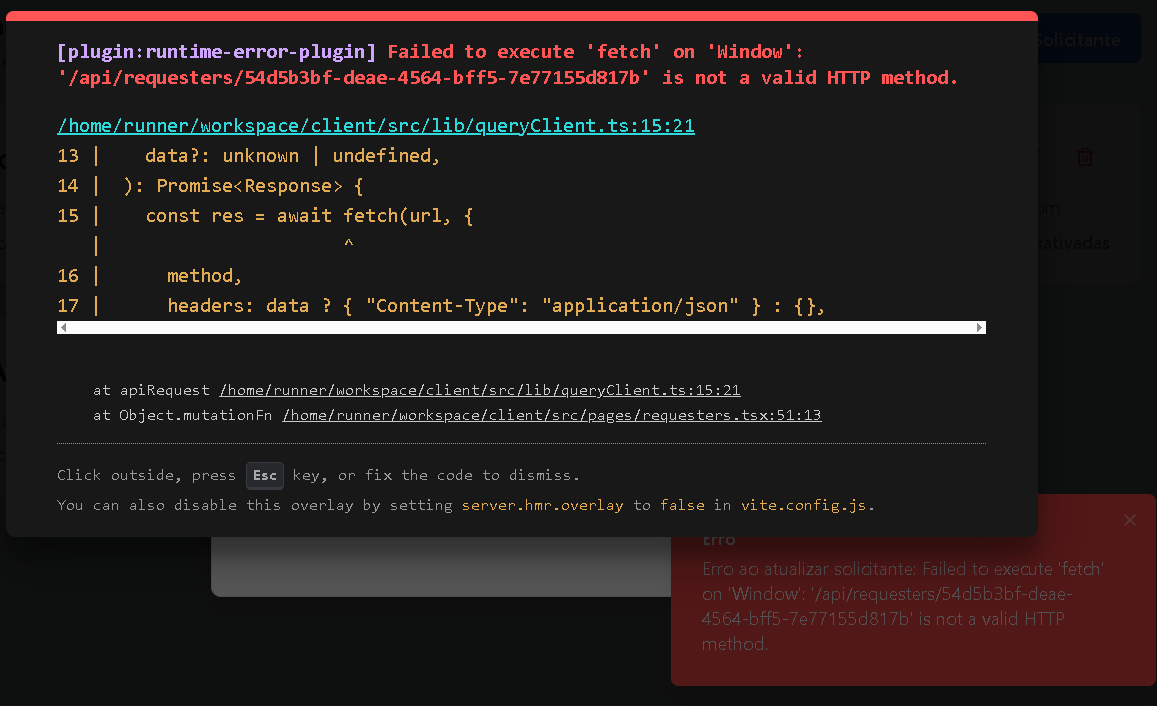 [plugin:runtime-error-plugin] Failed to execute 'fetch' on 'Window':
'/api/requesters/54d5b3bf-deae-4564-bff5-7e77155d817b' is not a valid HTTP method.
/home/runner/workspace/client/src/lib/queryClient.ts:15:21
13 |    data?: unknown | undefined,
14 |  ): Promise<Response> {
15 |    const res = await fetch(url, {
   |                      ^
16 |      method,
17 |      headers: data ? { "Content-Type": "application/json" } : {},
at apiRequest /home/runner/workspace/client/src/lib/queryClient.ts:15:21
at Object.mutationFn /home/runner/workspace/client/src/pages/requesters.tsx:51:13
Click outside, press Esc key, or fix the code to dismiss.
You can also disable this overlay by setting server.hmr.overlay to false in vite.config.js.
Solicitante
Erro
Erro ao atualizar solicitante: Failed to execute 'fetch'
on 'Window': '/api/requesters/54d5b3bf-deae-
4564-bff5-7e77155d817b' is not a valid HTTP
method.